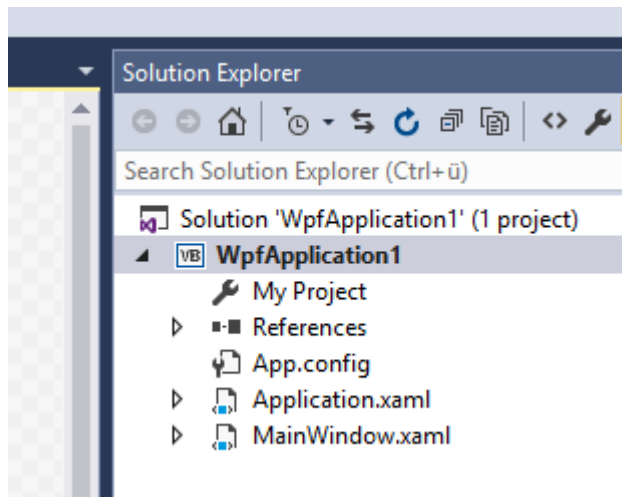 Solution Explorer
Search Solution Explorer (Ctrl+ü)
Solution 'WpfApplication1' (1 project)
VB WpfApplication1
My Project
References
App.config
Application.xaml
MainWindow.xaml